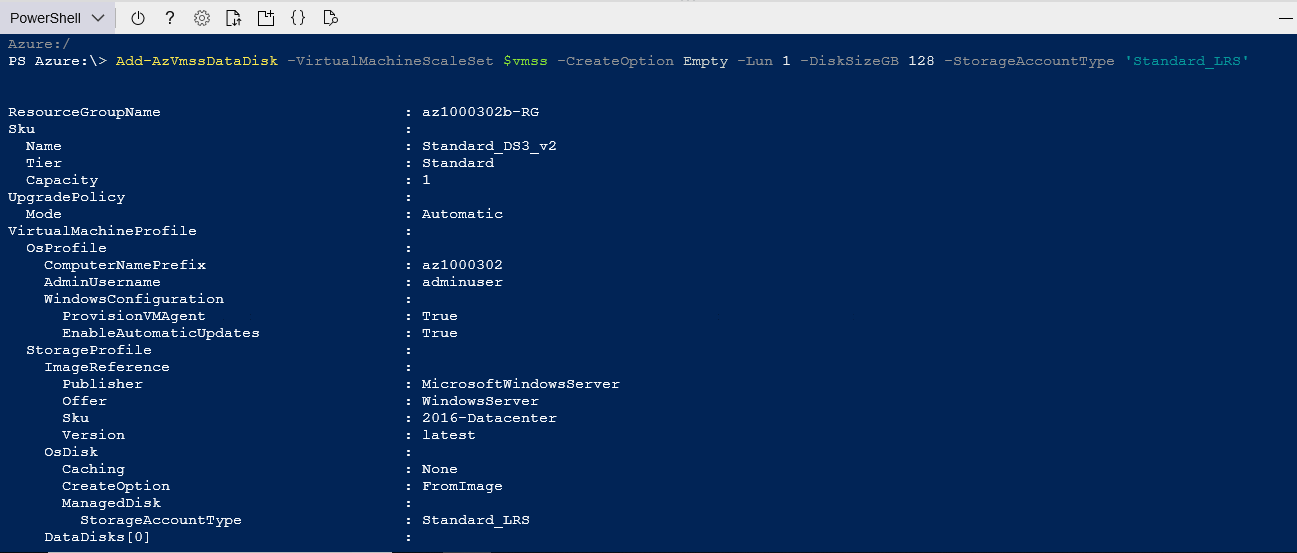 PowerShell ? {}
Azure:/
PS Azure:\> Add-AzVmssDataDisk -VirtualMachineScaleSet $vmss -CreateOption Empty -Lun 1 -DiskSizeGB 128 -StorageAccountType 'Standard_LRS'
ResourceGroupName : az1000302b-RG
Sku :
Name : Standard_DS3_v2
Tier : Standard
Capacity : 1
UpgradePolicy :
Mode : Automatic
VirtualMachineProfile :
OsProfile :
ComputerNamePrefix : az1000302
AdminUsername : adminuser
WindowsConfiguration :
ProvisionVMAgent : True
EnableAutomaticUpdates : True
StorageProfile :
ImageReference :
Publisher : MicrosoftWindowsServer
Offer : WindowsServer
Sku : 2016-Datacenter
Version : latest
OsDisk :
Caching : None
CreateOption : FromImage
ManagedDisk :
StorageAccountType : Standard_LRS
DataDisks[0] :